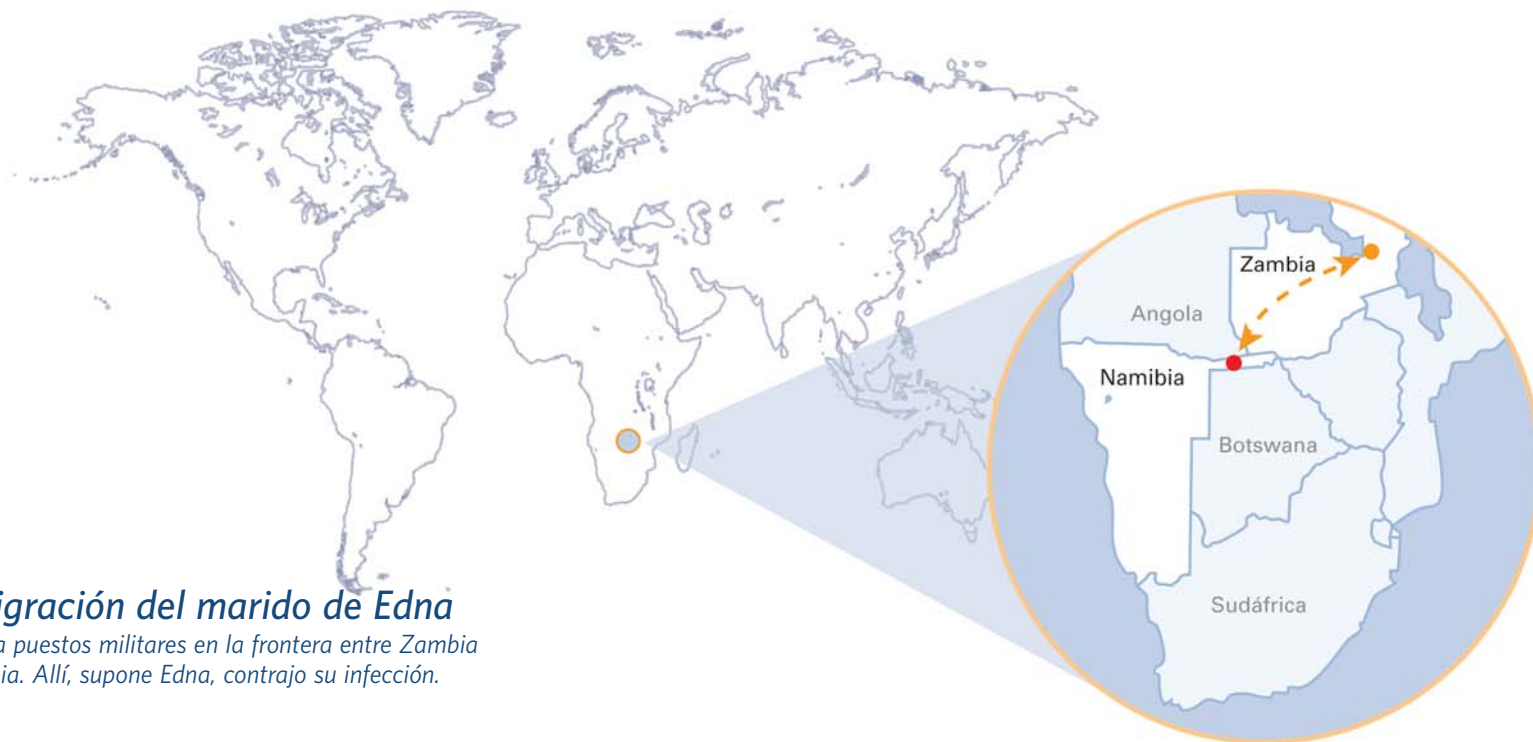 igración del marido de Edna
a puestos militares en la frontera entre Zambia
ia. Allí, supone Edna, contrajo su infección.
Zambia
Angola
Namibia
Botswana
Sudáfrica